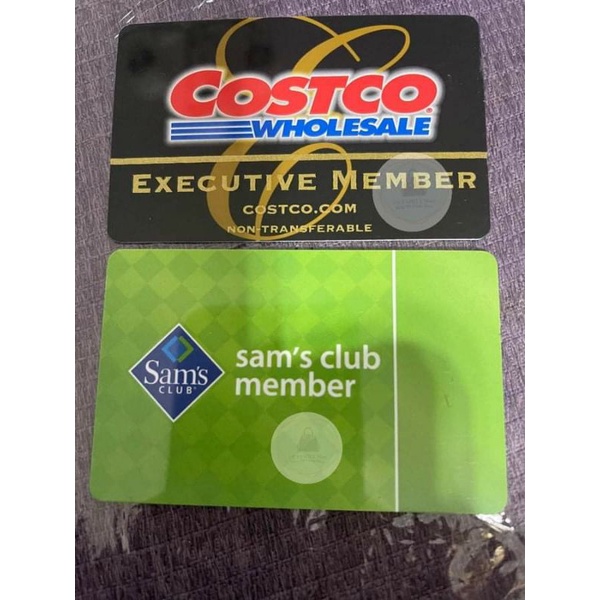 COSTCO
WHOLESALE
EXECUTIVE MEMBER
COSTCO.COM
NON-TRANSFERABLE
Sam's
CLUB
sam's club
member